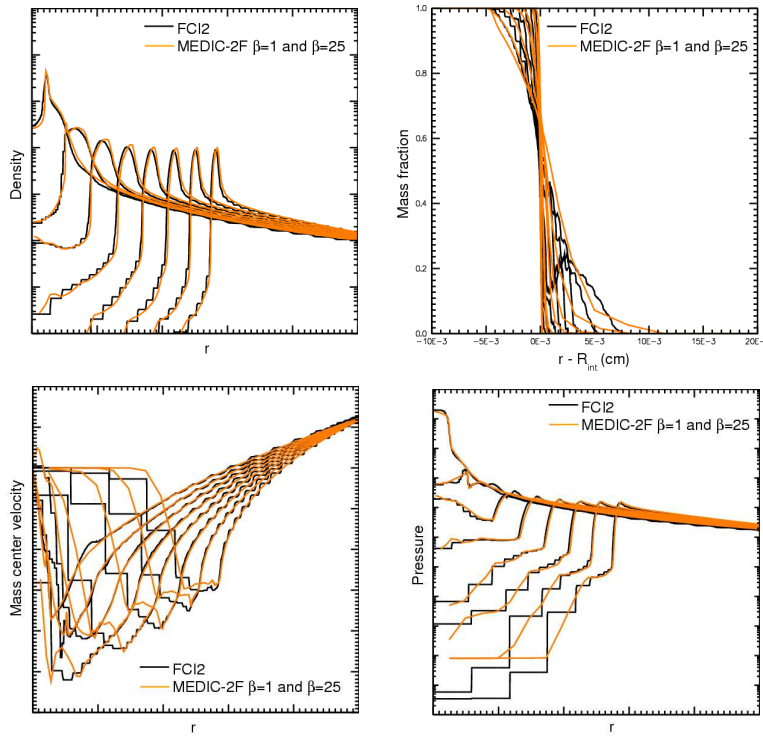 FCI2
MEDIC-2F β=1 and β=25
Density
r
FCI2
MEDIC-2F β=1 and β=25
Mass fraction
1.0
0.8
0.6
0.4
0.2
0.0
-10E-3 -5E-3 0E-3 5E-3 10E-3 15E-3 20E-3
r - Rint (cm)
FCI2
MEDIC-2F β=1 and β=25
Mass center velocity
r
FCI2
MEDIC-2F β=1 and β=25
Pressure
r